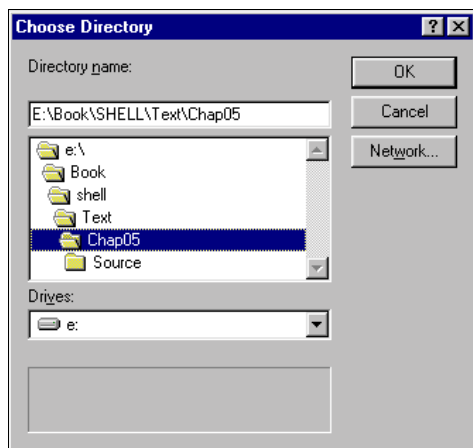 Choose Directory
Directory name:
OK
E:\Book\SHELL\Text\Chap05
Cancel
Network...
e:\
Book
shell
Text
Chap05
Source
Drives:
e: